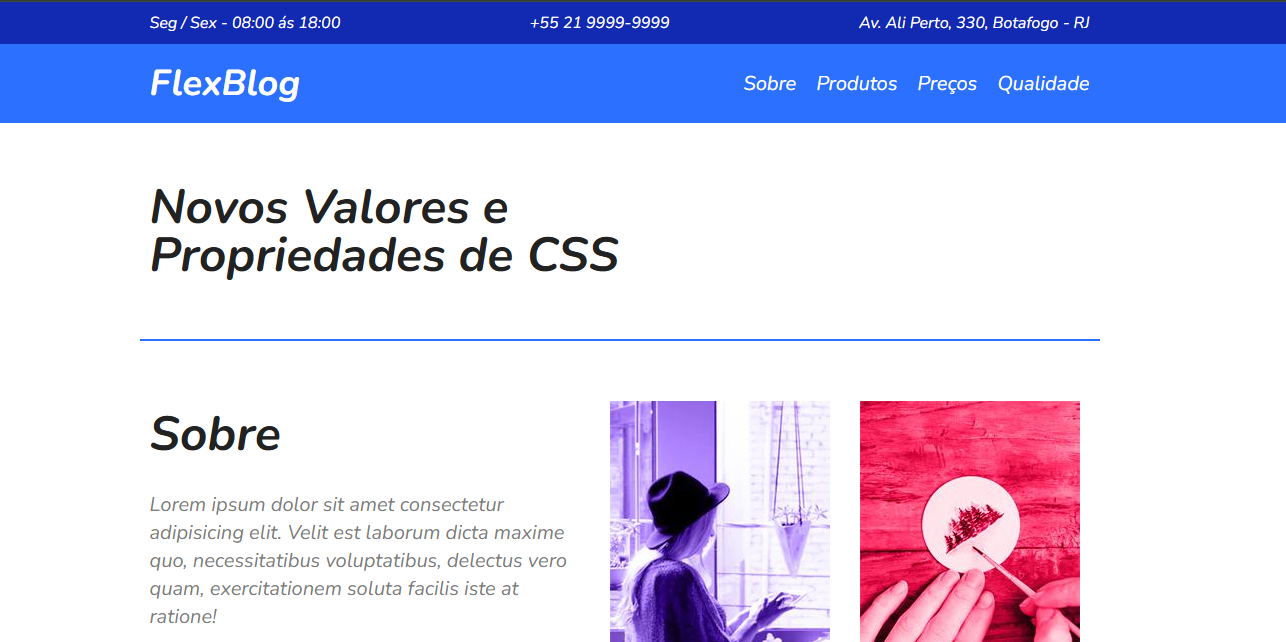 Seg / Sex - 08:00 ás 18:00
+55 21 9999-9999
Av. Ali Perto, 330, Botafogo - RJ
FlexBlog
Sobre
Produtos
Preços
Qualidade
Novos Valores e
Propriedades de CSS
Sobre
Lorem ipsum dolor sit amet consectetur
adipisicing elit. Velit est laborum dicta maxime
quo, necessitatibus voluptatibus, delectus vero
quam, exercitationem soluta facilis iste at
ratione!